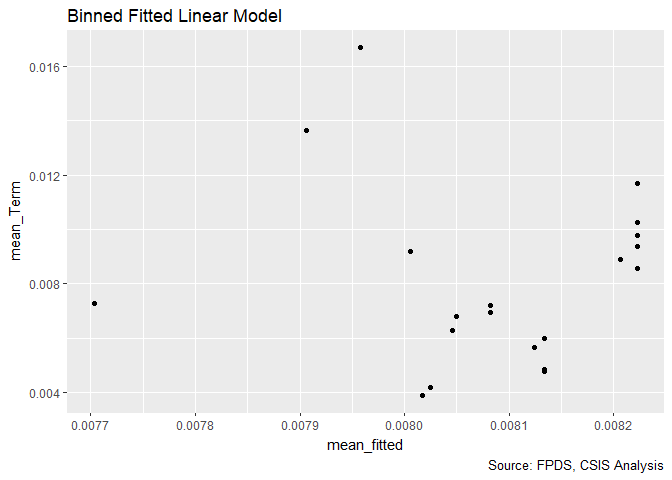 Binned Fitted Linear Model
0.016
0.012
0.008
0.004
mean_Term
0.0077 0.0078 0.0079 0.0080 0.0081 0.0082
mean_fitted
Source: FPDS, CSIS Analysis